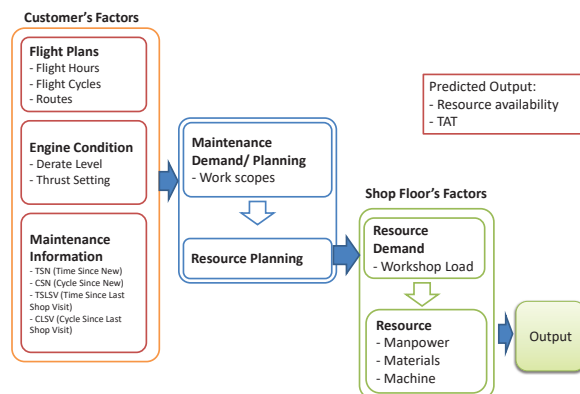 Customer's Factors
Flight Plans
- Flight Hours
- Flight Cycles
- Routes
Engine Condition
- Derate Level
- Thrust Setting
Maintenance
Information
- TSN (Time Since New)
- CSN (Cycle Since New)
- TSLSV (Time Since Last
Shop Visit)
- CLSV (Cycle Since Last
Shop Visit)
Maintenance
Demand/ Planning
- Work scopes
Resource Planning
Predicted Output:
- Resource availability
- TAT
Shop Floor's Factors
Resource
Demand
- Workshop Load
Resource
- Manpower
- Materials
- Machine
Output